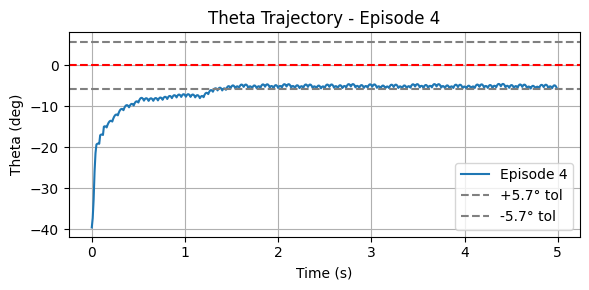 Theta Trajectory - Episode 4
Theta (deg)
0
−10
−20
−30
−40
0
1
2
3
4
5
Time (s)
Episode 4
+5.7° tol
-5.7° tol